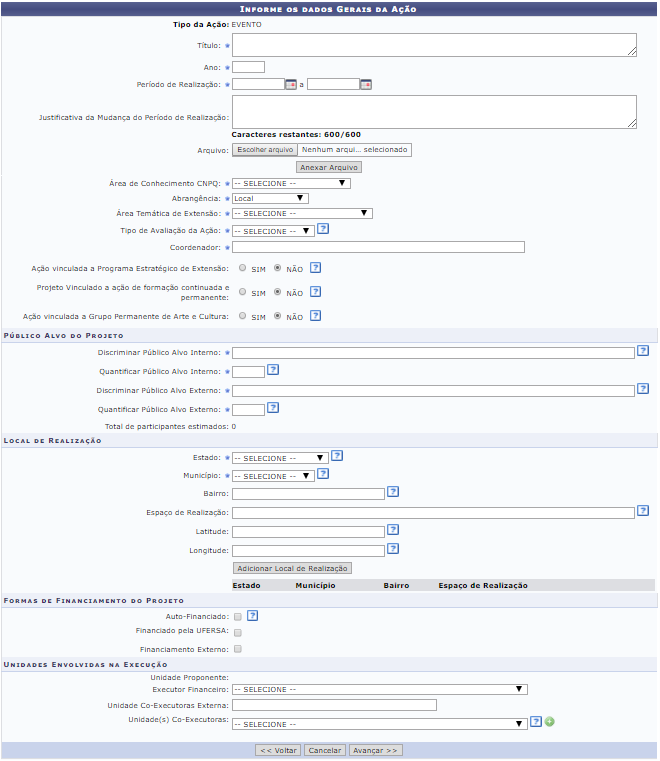 Informe os dados Gerais da Ação
Tipo da Ação: EVENTO
Título:
Ano:
Período de Realização: a
Justificativa da Mudança do Período de Realização:
Caracteres restantes: 600/600
Arquivo: Escolher arquivo Nenhum arqui... selecionado
Anexar Arquivo
Área de Conhecimento CNPQ: -- SELECIONE --
Abrangência: Local
Área Temática de Extensão: -- SELECIONE --
Tipo de Avaliação da Ação: -- SELECIONE -- ?
Coordenador:
Ação vinculada a Programa Estratégico de Extensão: SIM NÃO ?
Projeto Vinculado a ação de formação continuada e
permanente: SIM NÃO ?
Ação vinculada a Grupo Permanente de Arte e Cultura: SIM NÃO ?
Público Alvo do Projeto
Discriminar Público Alvo Interno: ?
Quantificar Público Alvo Interno: ?
Discriminar Público Alvo Externo: ?
Quantificar Público Alvo Externo: ?
Total de participantes estimados: 0
Local de Realização
Estado: -- SELECIONE -- ?
Município: -- SELECIONE -- ?
Bairro: ?
Espaço de Realização: ?
Latitude: ?
Longitude: ?
Adicionar Local de Realização
Estado Município Bairro Espaço de Realização
Formas de Financiamento do Projeto
Auto-Financiado: ?
Financiado pela UFERSA:
Financiamento Externo:
Unidades Envolvidas na Execução
Unidade Proponente:
Executor Financeiro: -- SELECIONE --
Unidade Co-Executoras Externa:
Unidade(s) Co-Executoras: -- SELECIONE -- ?
<< Voltar Cancelar Avançar >>